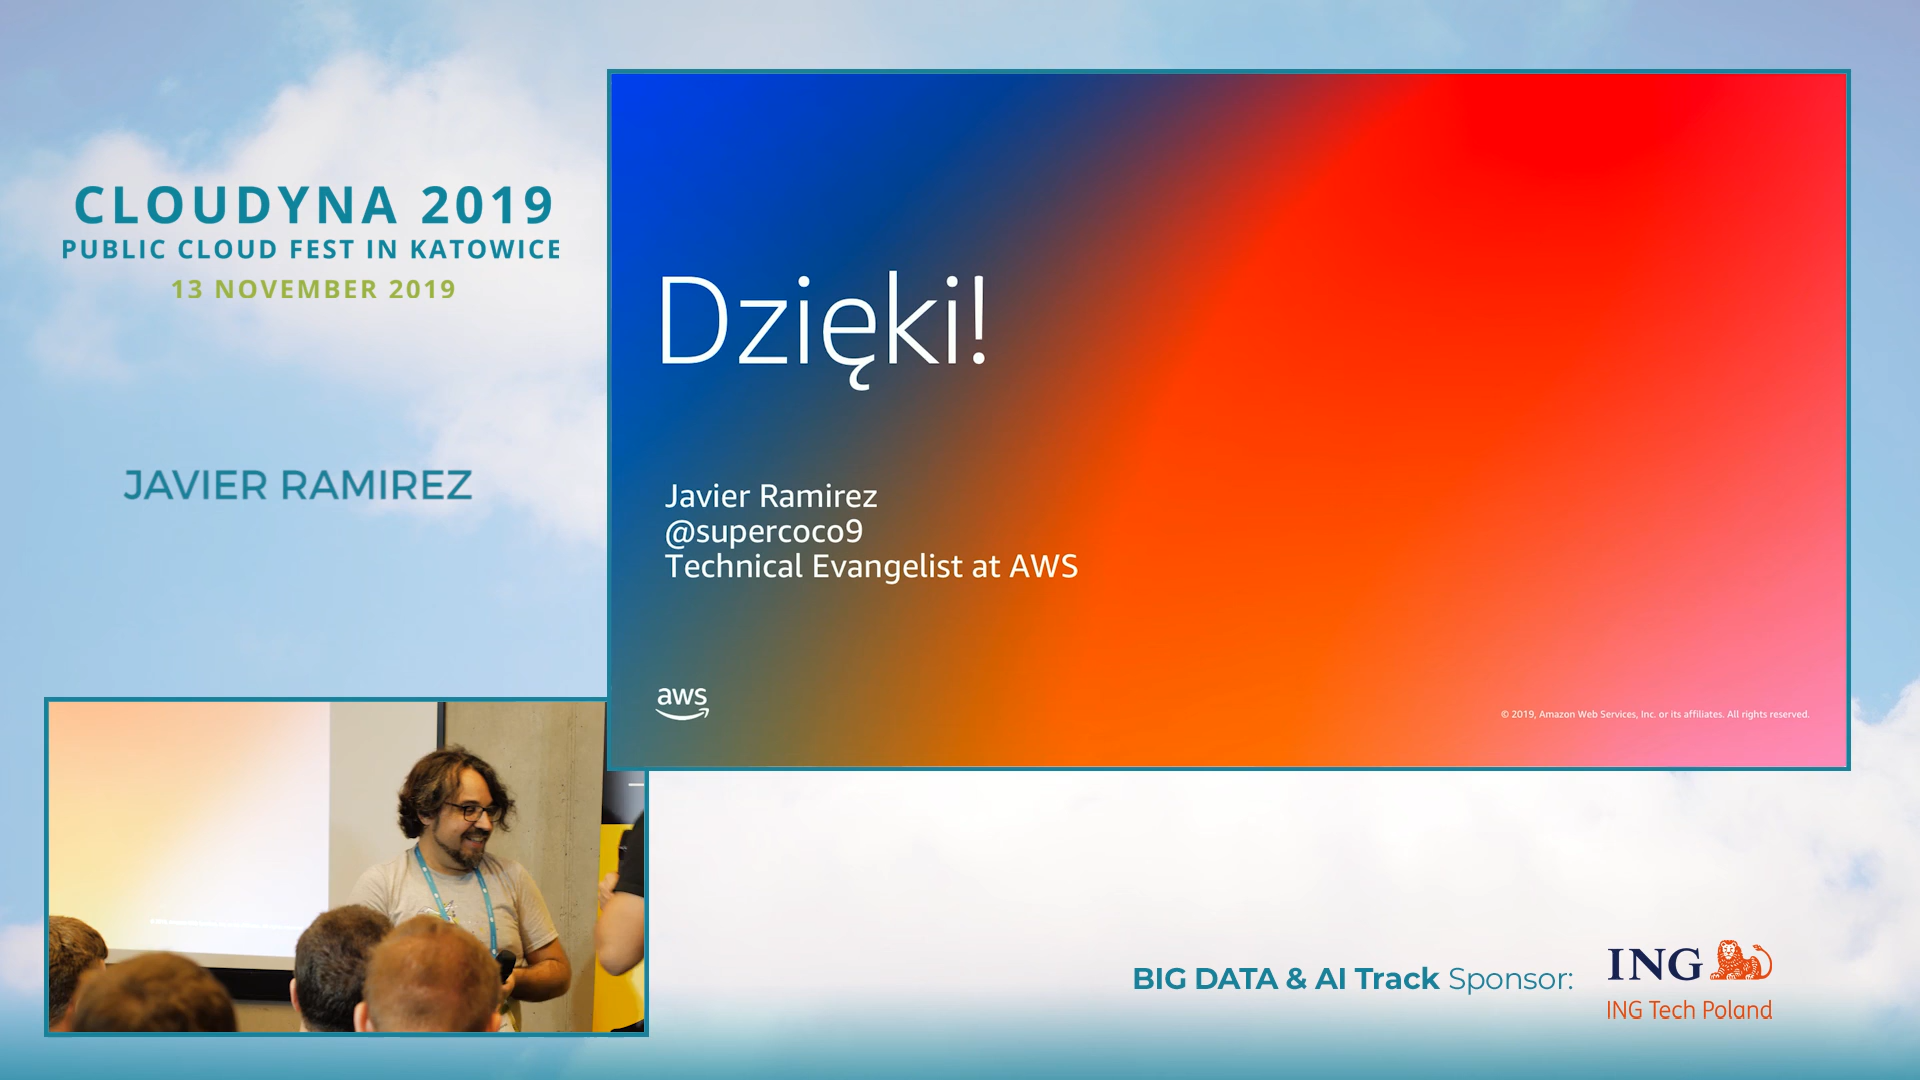 CLOUDYNA 2019
PUBLIC CLOUD FEST IN KATOWICE
13 NOVEMBER 2019
JAVIER RAMIREZ
Dzięki!
Javier Ramirez
@supercoco9
Technical Evangelist at AWS
aws
© 2019, Amazon Web Services, Inc. or its affiliates. All rights reserved.
BIG DATA & AI Track Sponsor:
ING
ING Tech Poland